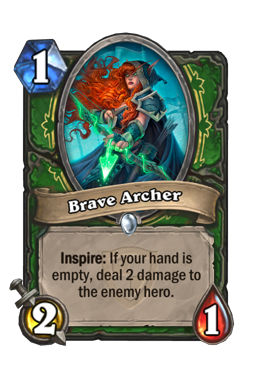 1
Brave Archer
Inspire: If your hand is
empty, deal 2 damage to
the enemy hero.
2
1